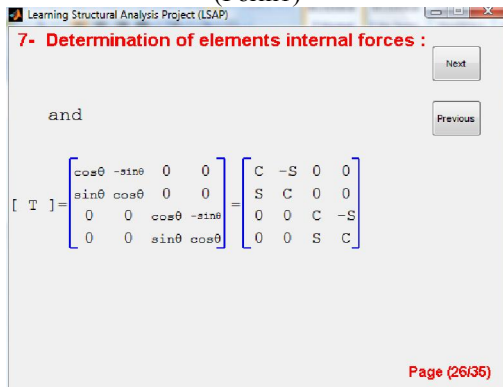 Learning Structural Analysis Project (LSAP)
7- Determination of elements internal forces :
Next
and
Previous
cosθ -sinθ 0 0 C -S 0 0
sinθ cosθ 0 0 S C 0 0
[ T ]= =
0 0 cosθ -sinθ 0 0 C -S
0 0 sinθ cosθ 0 0 S C
Page (26/35)